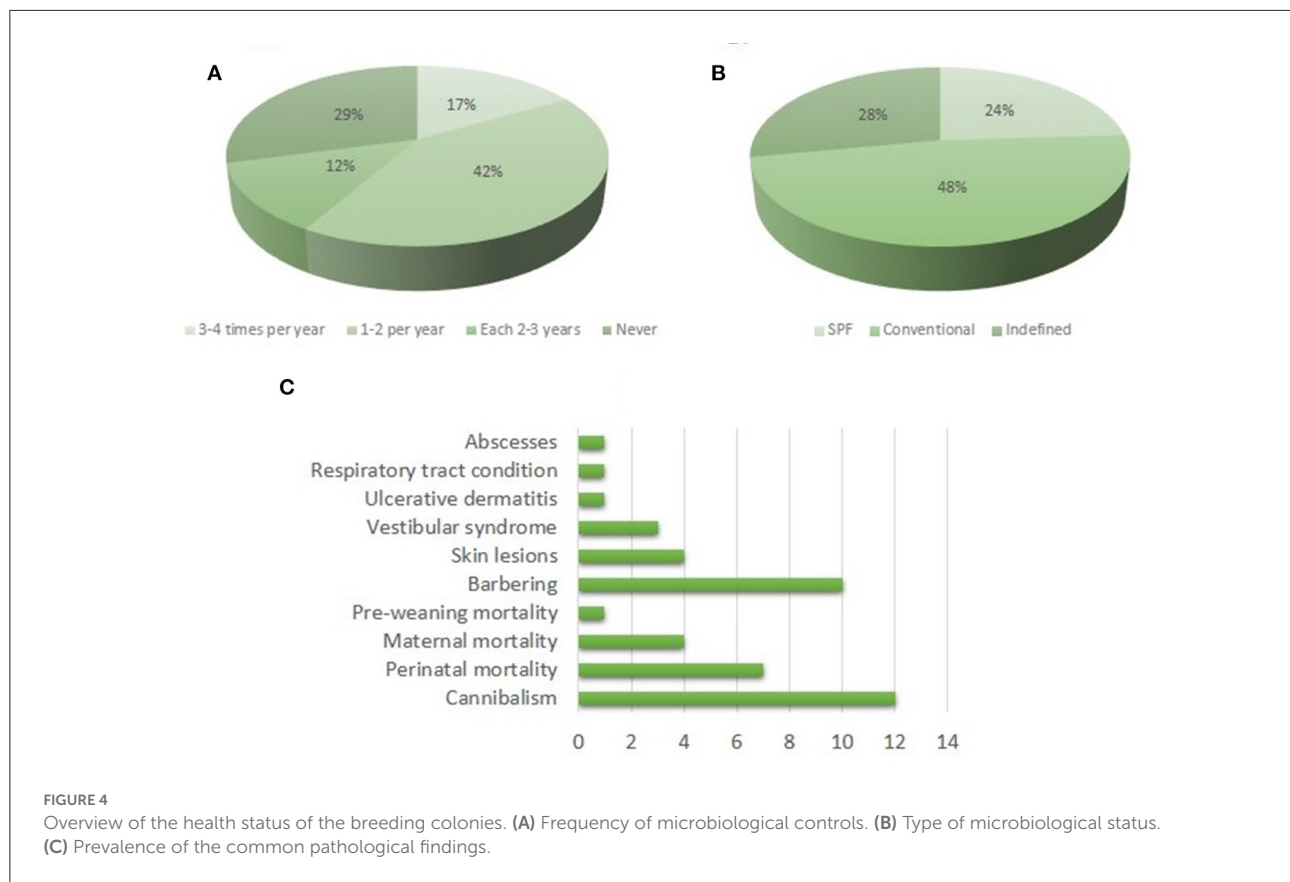 A
17%
29%
12%
42%
3-4 times per year 1-2 per year Each 2-3 years Never
B
24%
28%
48%
SPF Conventional Indefined
C
Abscesses
Respiratory tract condition
Ulcerative dermatitis
Vestibular syndrome
Skin lesions
Barbering
Pre-weaning mortality
Maternal mortality
Perinatal mortality
Cannibalism
0 2 4 6 8 10 12 14
FIGURE 4
Overview of the health status of the breeding colonies. (A) Frequency of microbiological controls. (B) Type of microbiological status.
(C) Prevalence of the common pathological findings.